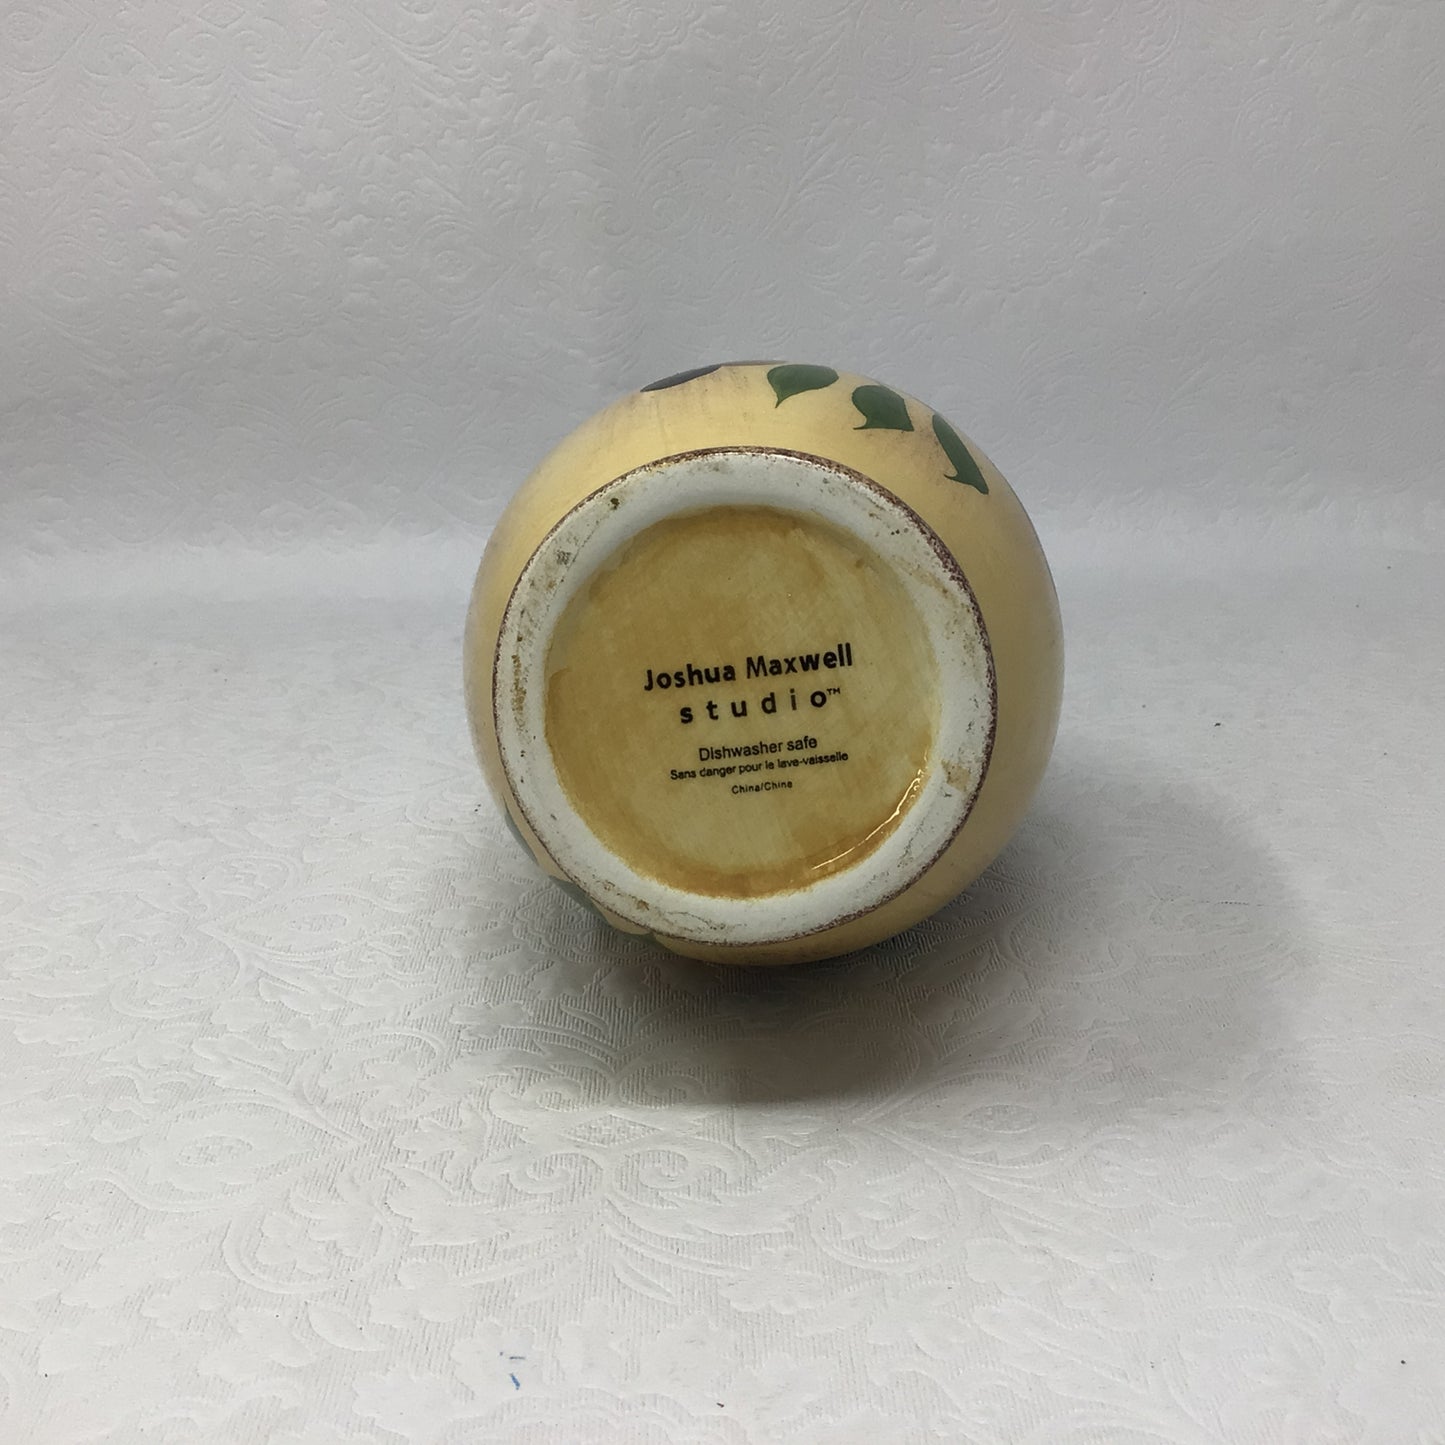 Joshua Maxwell
studio™
Dishwasher safe
Sans danger pour le lave-vaisselle
China/Chine